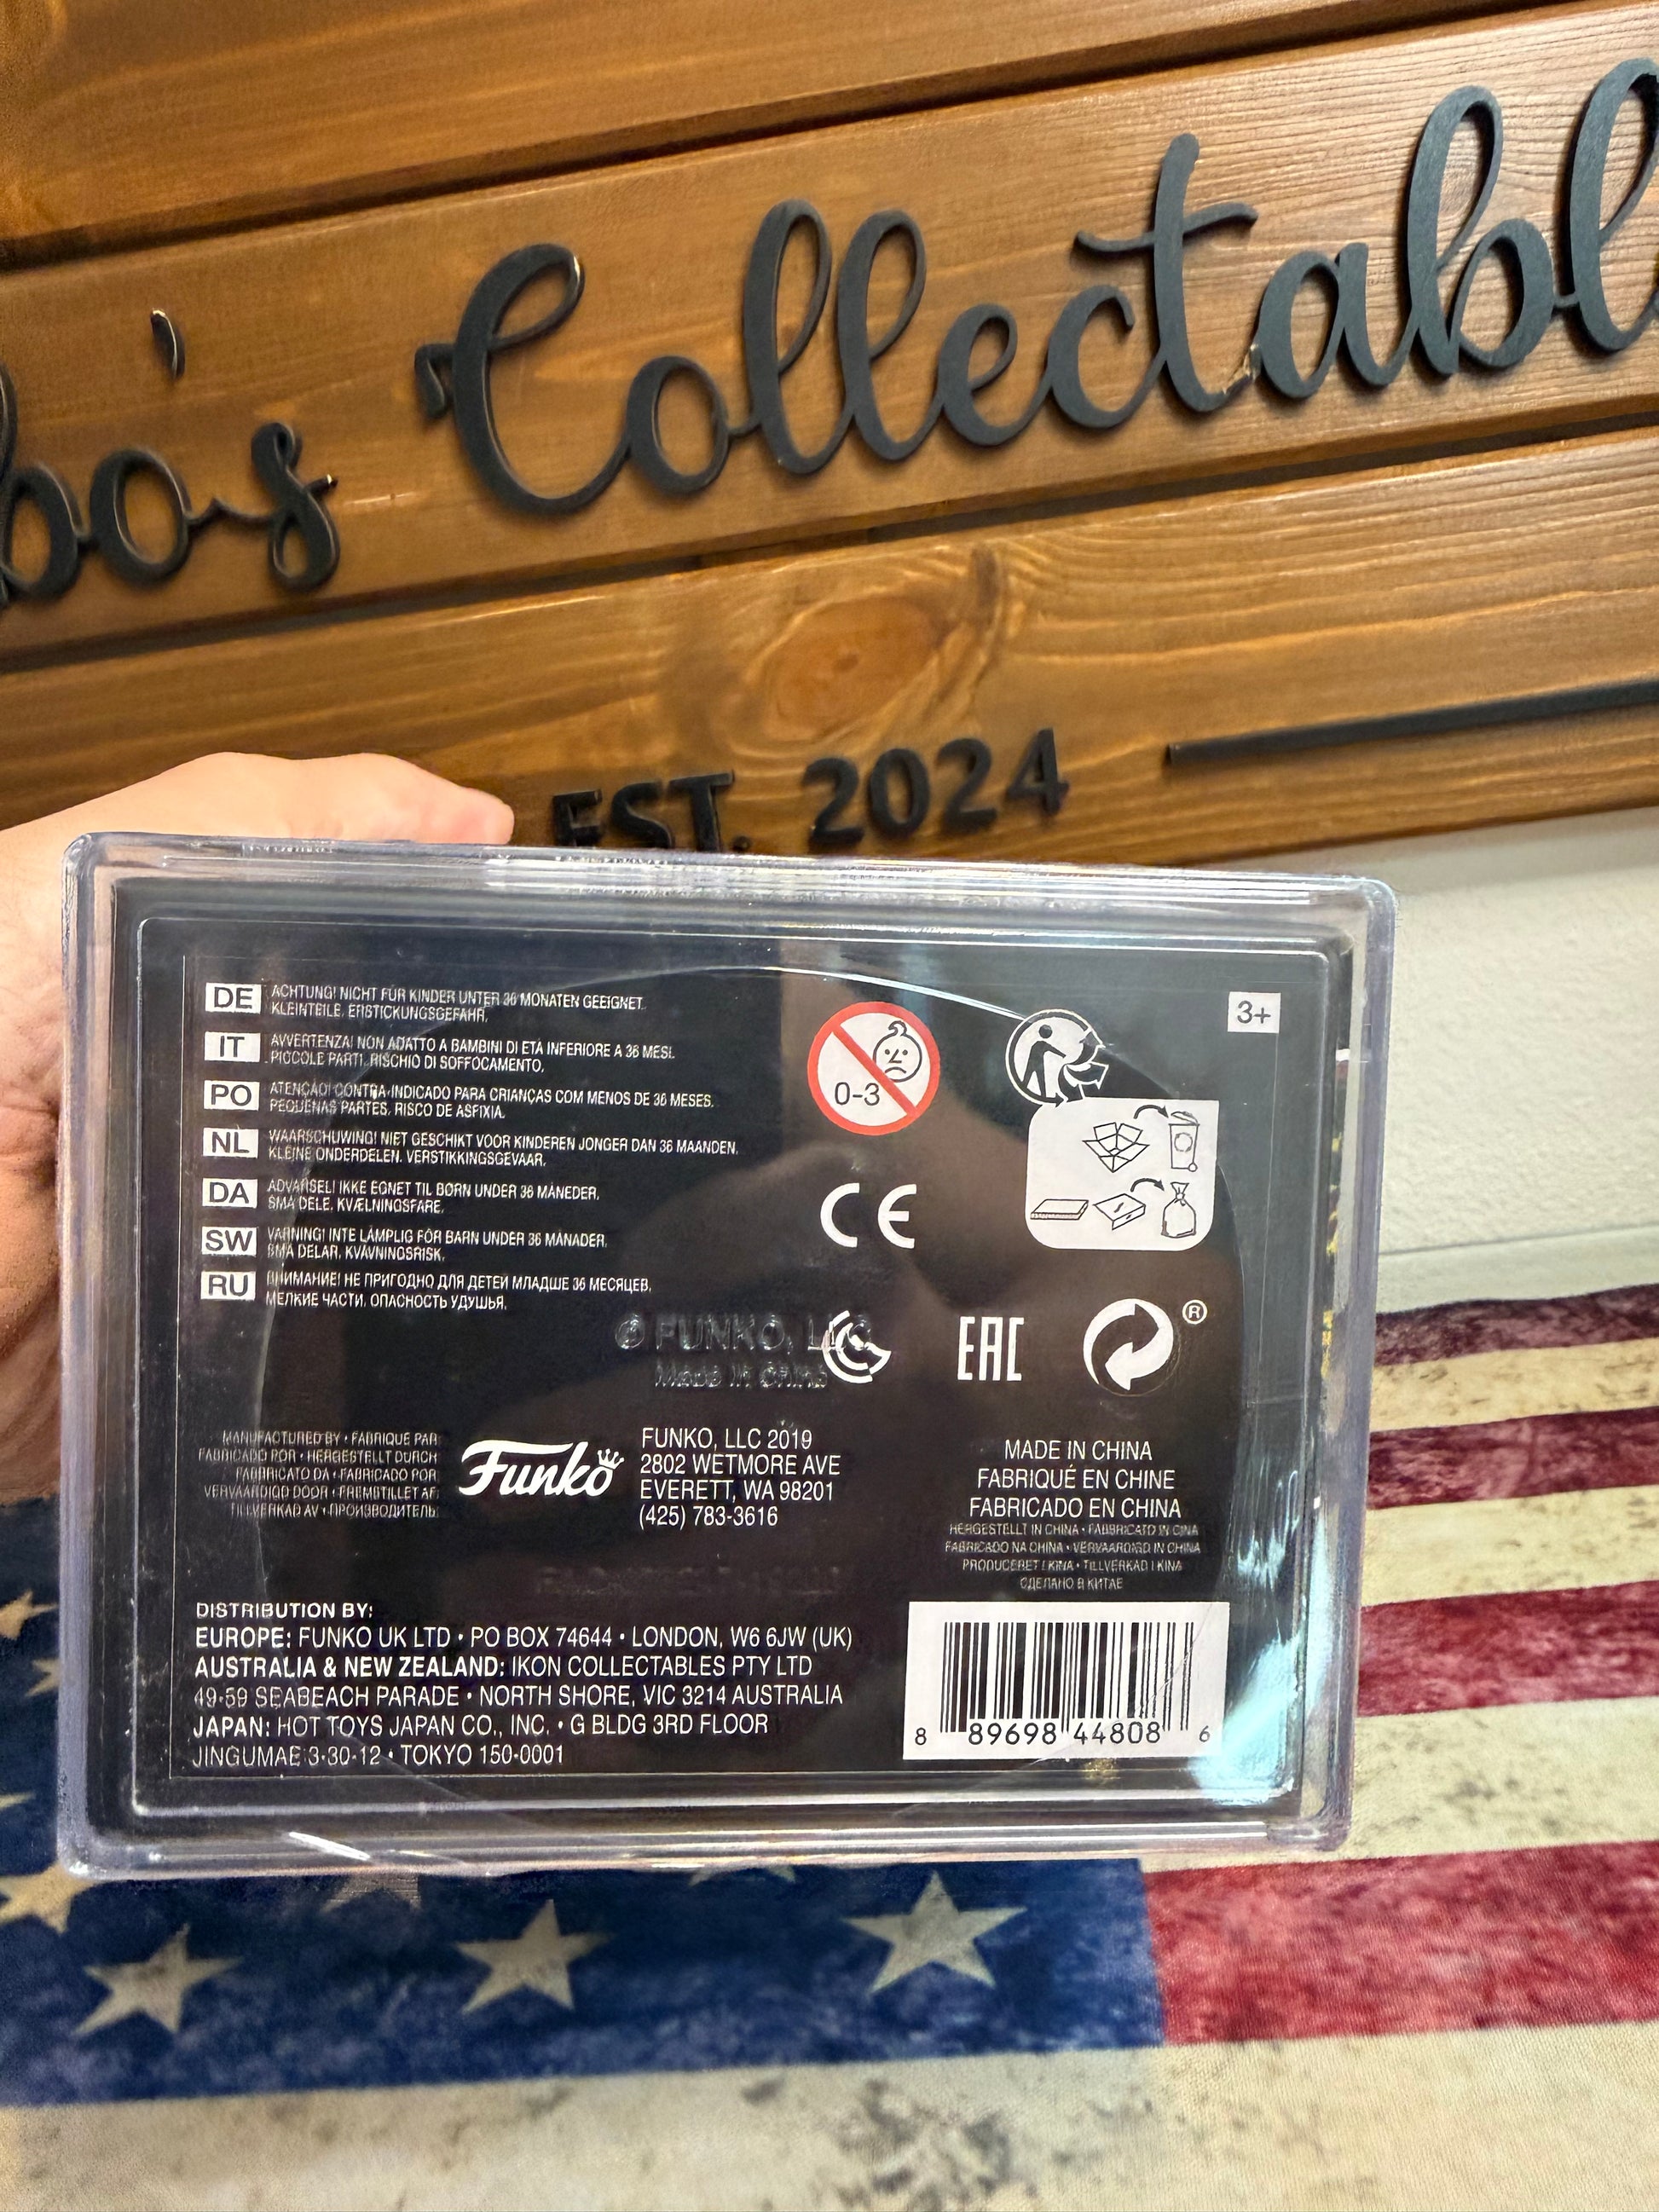 bo's Collectabl
EST. 2024
DE ACHTUNG! NICHT FÜR KINDER UNTER 36 MONATEN GEEIGNET.
KLEINTEILE. ERSTICKUNGSGEFAHR.
IT AVVERTENZA! NON ADATTO A BAMBINI DI ETÀ INFERIORE A 36 MESI.
PICCOLE PARTI. RISCHIO DI SOFFOCAMENTO.
PO ATENÇÃO! CONTRA-INDICADO PARA CRIANÇAS COM MENOS DE 36 MESES.
PEQUENAS PARTES. RISCO DE ASFIXIA.
NL WAARSCHUWING! NIET GESCHIKT VOOR KINDEREN JONGER DAN 36 MAANDEN.
KLEINE ONDERDELEN. VERSTIKKINGSGEVAAR.
DA ADVARSEL! IKKE EGNET TIL BØRN UNDER 36 MÅNEDER.
SMÅ DELE. KVÆLNINGSFARE.
SW VARNING! INTE LÄMPLIG FÖR BARN UNDER 36 MÅNADER.
SMÅ DELAR. KVÄVNINGSRISK.
RU ВНИМАНИЕ! НЕ ПРИГОДНО ДЛЯ ДЕТЕЙ МЛАДШЕ 36 МЕСЯЦЕВ.
МЕЛКИЕ ЧАСТИ. ОПАСНОСТЬ УДУШЬЯ.
0-3
3+
CE
© FUNKO, LLC
Made in China
EAC
®
MANUFACTURED BY • FABRIQUÉ PAR
FABRICADO POR • HERGESTELLT DURCH
FABBRICATO DA • FABRICADO POR
VERVAARDIGD DOOR • FREMSTILLET AF
TILLVERKAD AV • ПРОИЗВОДИТЕЛЬ
Funko
FUNKO, LLC 2019
2802 WETMORE AVE
EVERETT, WA 98201
(425) 783-3616
MADE IN CHINA
FABRIQUÉ EN CHINE
FABRICADO EN CHINA
HERGESTELLT IN CHINA • FABBRICATO IN CINA
FABRICADO NA CHINA • VERVAARDIGD IN CHINA
PRODUCERET I KINA • TILLVERKAD I KINA
СДЕЛАНО В КИТАЕ
DISTRIBUTION BY:
EUROPE: FUNKO UK LTD • PO BOX 74644 • LONDON, W6 6JW (UK)
AUSTRALIA & NEW ZEALAND: IKON COLLECTABLES PTY LTD
49-59 SEABEACH PARADE • NORTH SHORE, VIC 3214 AUSTRALIA
JAPAN: HOT TOYS JAPAN CO., INC. • G BLDG 3RD FLOOR
JINGUMAE 3-30-12 • TOKYO 150-0001
8 89698 44808 6